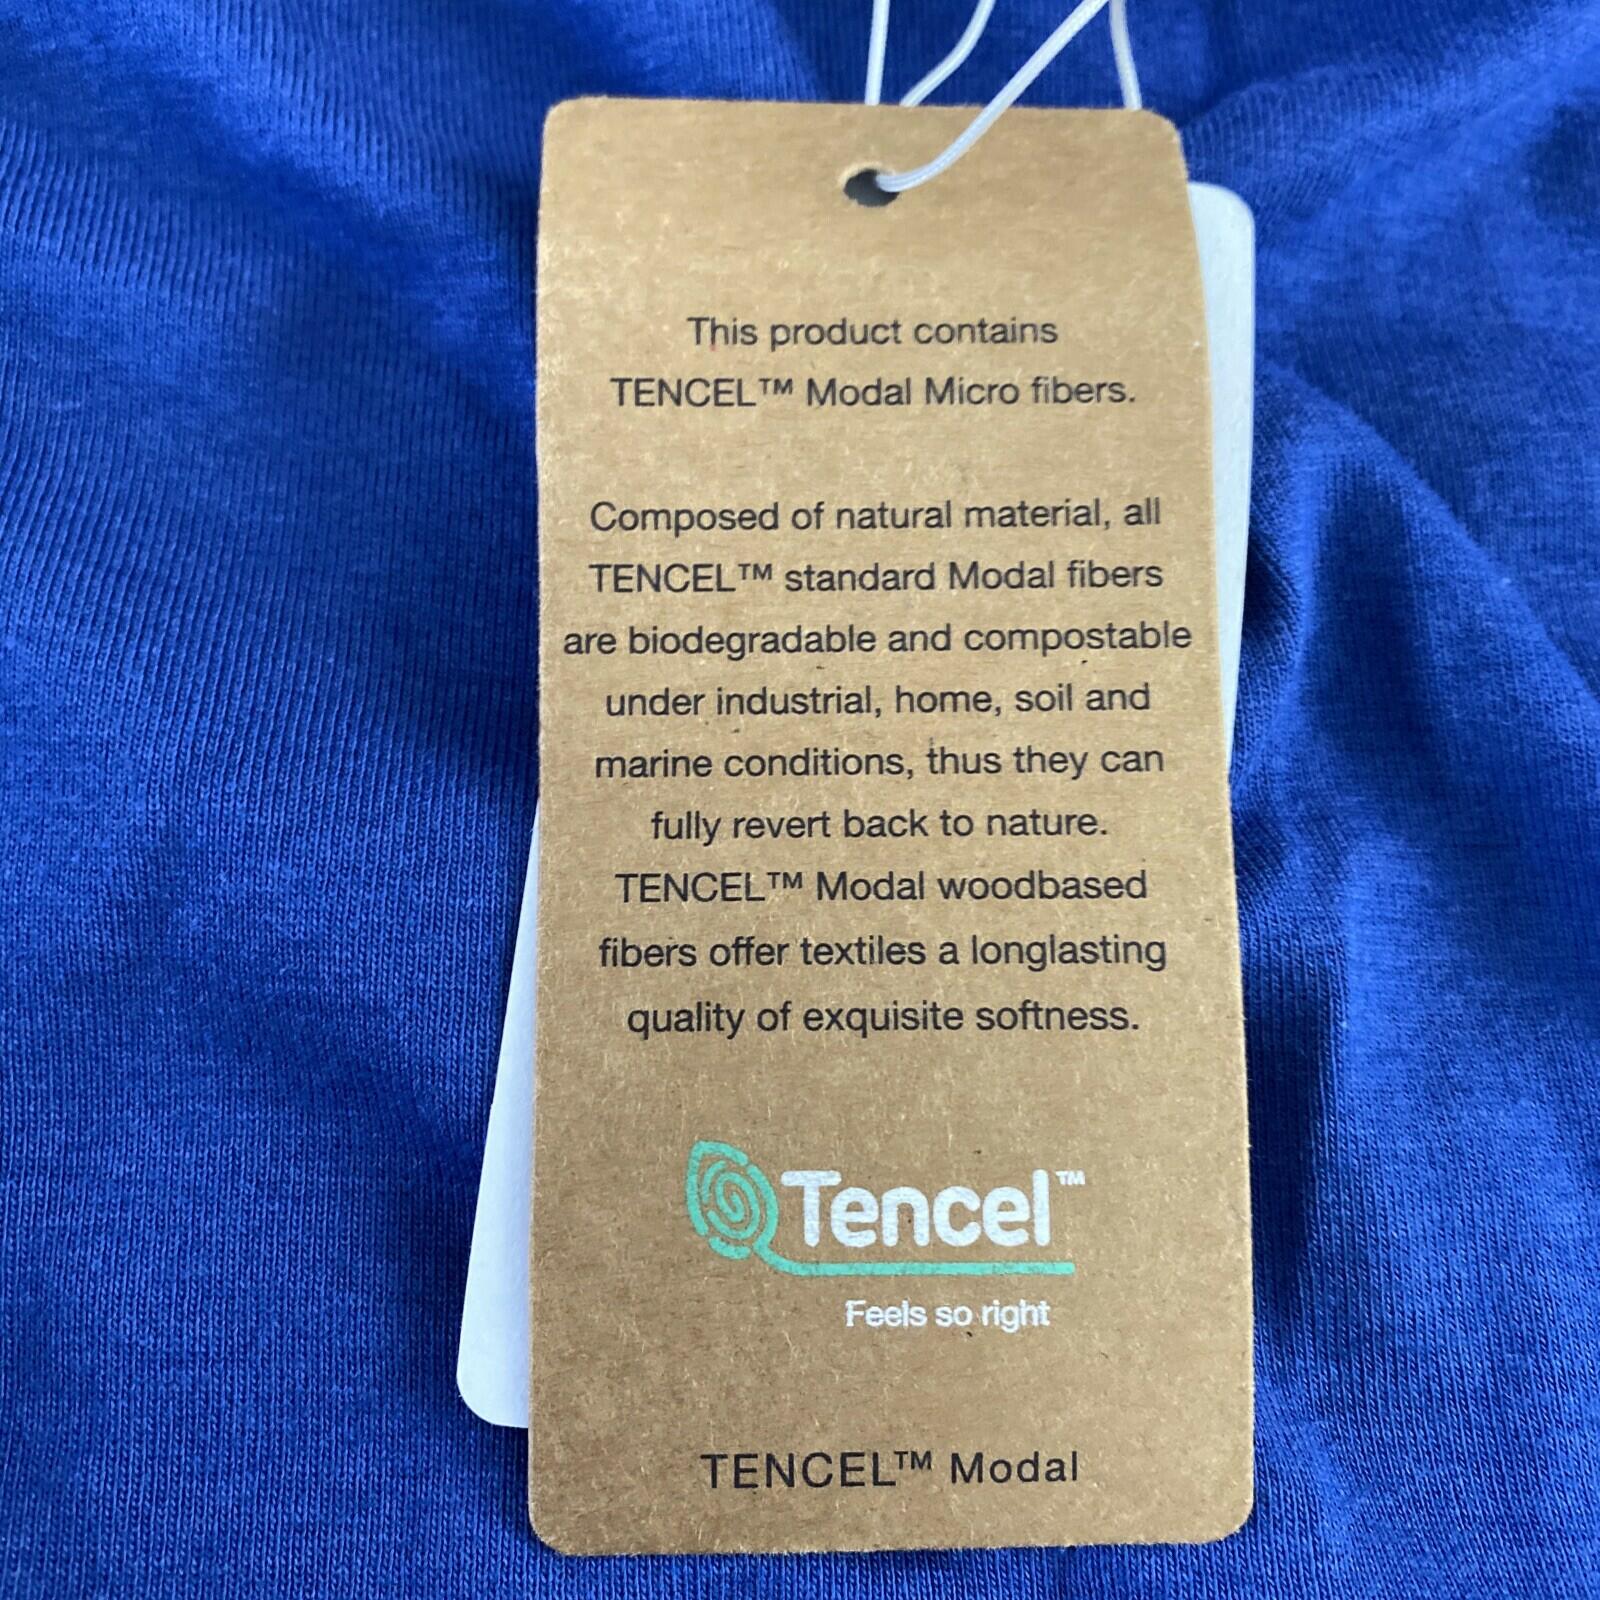 This product contains
TENCEL™ Modal Micro fibers.
Composed of natural material, all
TENCEL™ standard Modal fibers
are biodegradable and compostable
under industrial, home, soil and
marine conditions, thus they can
fully revert back to nature.
TENCEL™ Modal woodbased
fibers offer textiles a longlasting
quality of exquisite softness.
Tencel™
Feels so right
TENCEL™ Modal